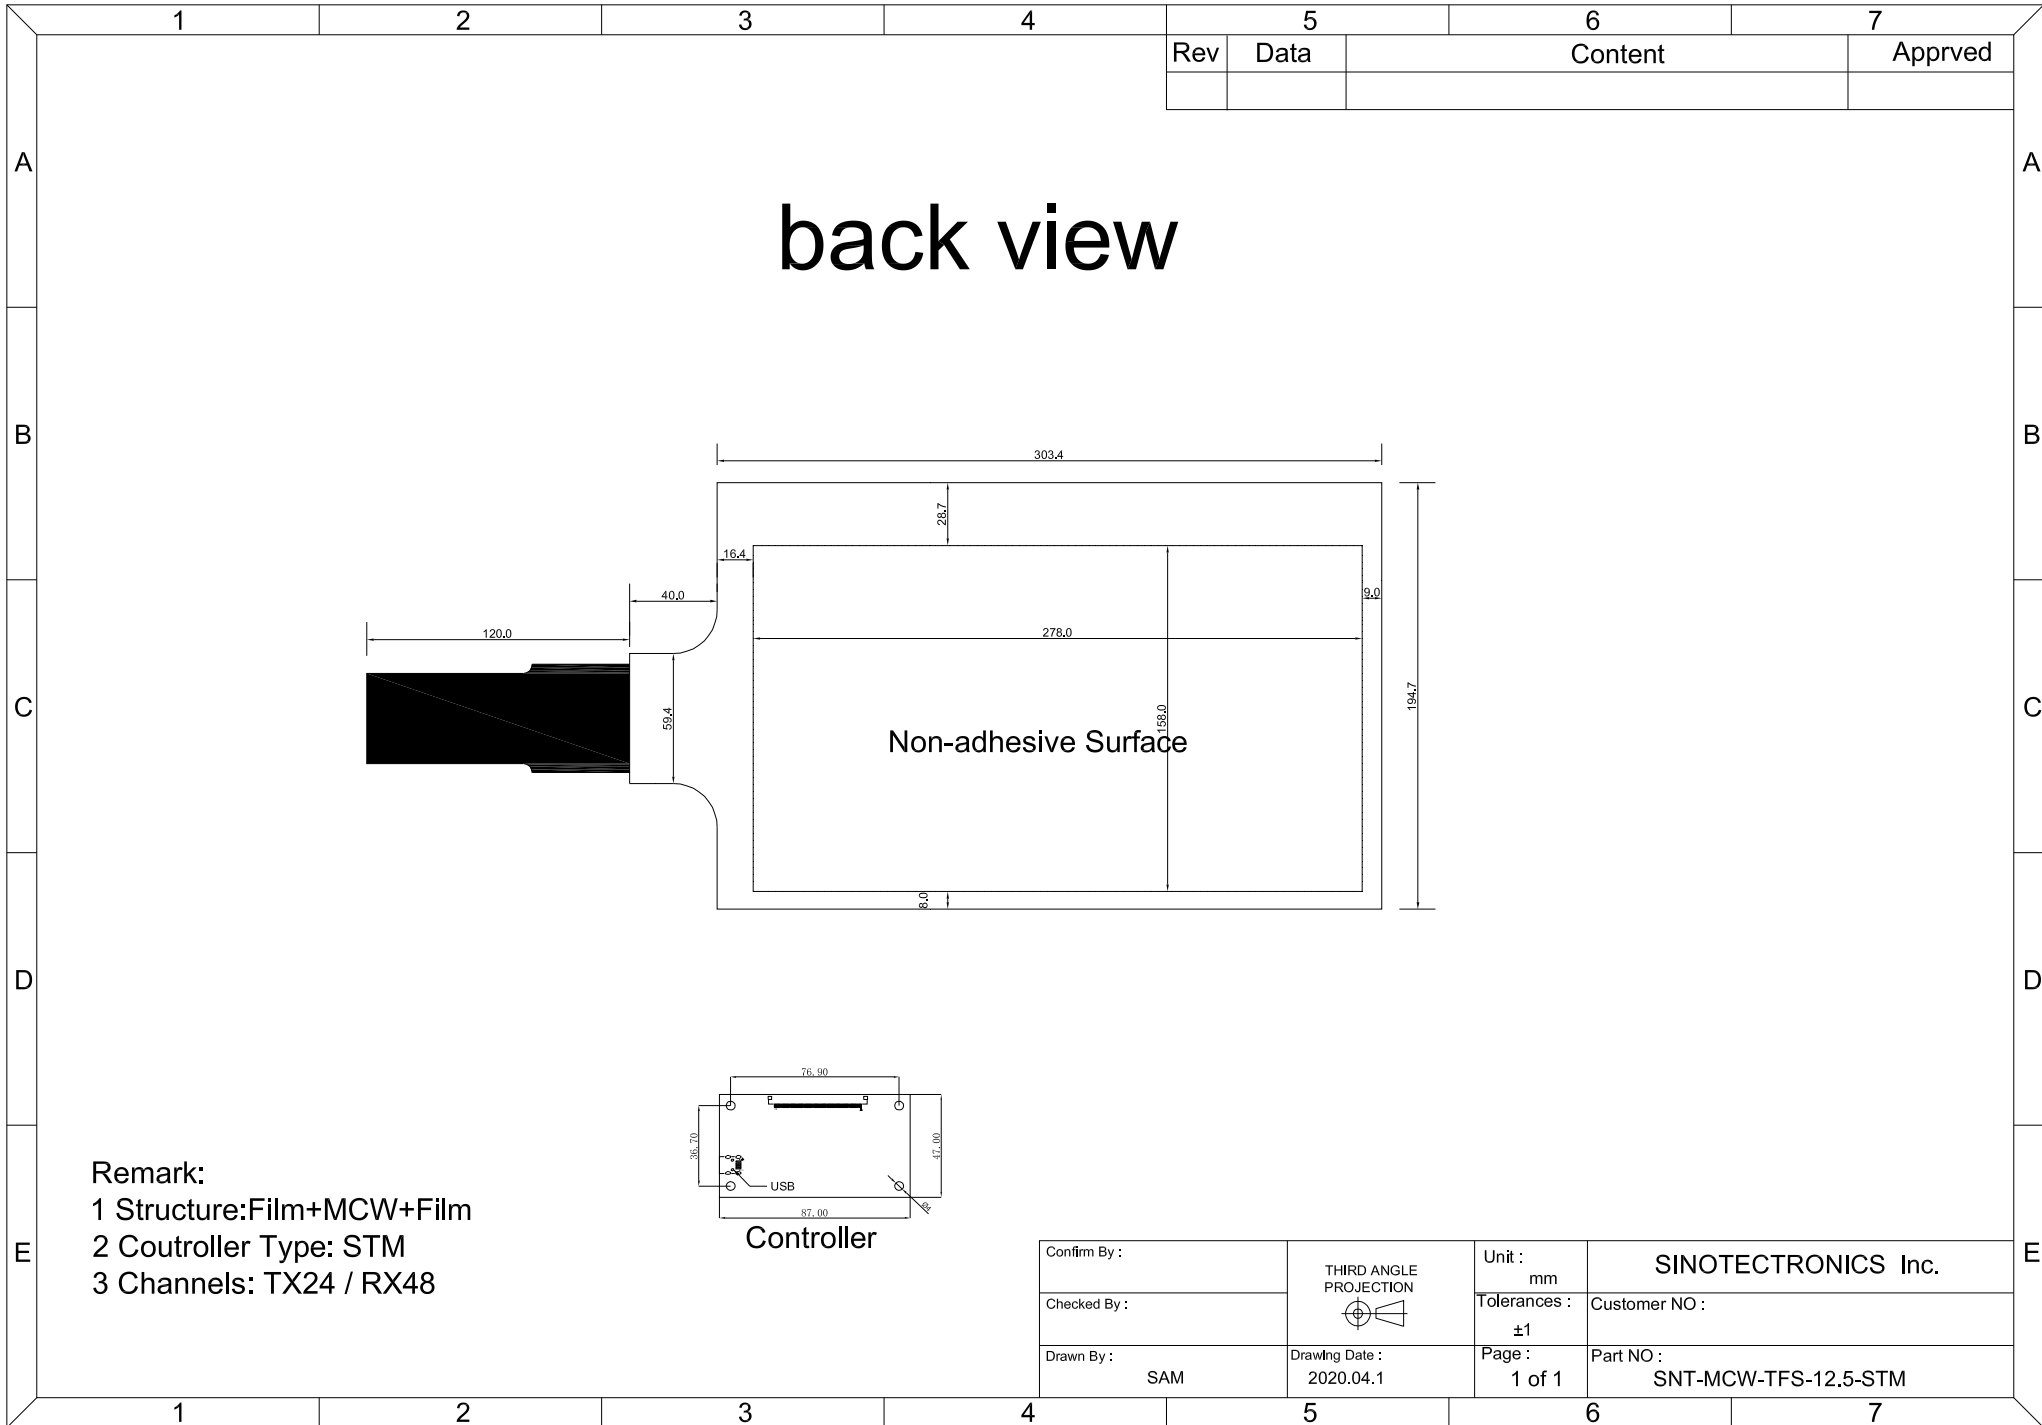 1 2 3 4 5 6 7
Rev Data Content Apprved
A A
back view
B B
303.4
28.7
16.4
40.0
9.0
120.0
278.0
59.4
158.0
194.7
C C
Non-adhesive Surface
8.0
D D
76.90
36.70
47.00
USB
Ø4
87.00
Controller
Remark:
1 Structure:Film+MCW+Film
2 Coutroller Type: STM
3 Channels: TX24 / RX48
E E
Confirm By :
THIRD ANGLE
PROJECTION
Unit :
mm
SINOTECTRONICS Inc.
Checked By :
Tolerances :
±1
Customer NO :
Drawn By :
SAM
Drawing Date :
2020.04.1
Page :
1 of 1
Part NO :
SNT-MCW-TFS-12.5-STM
1 2 3 4 5 6 7